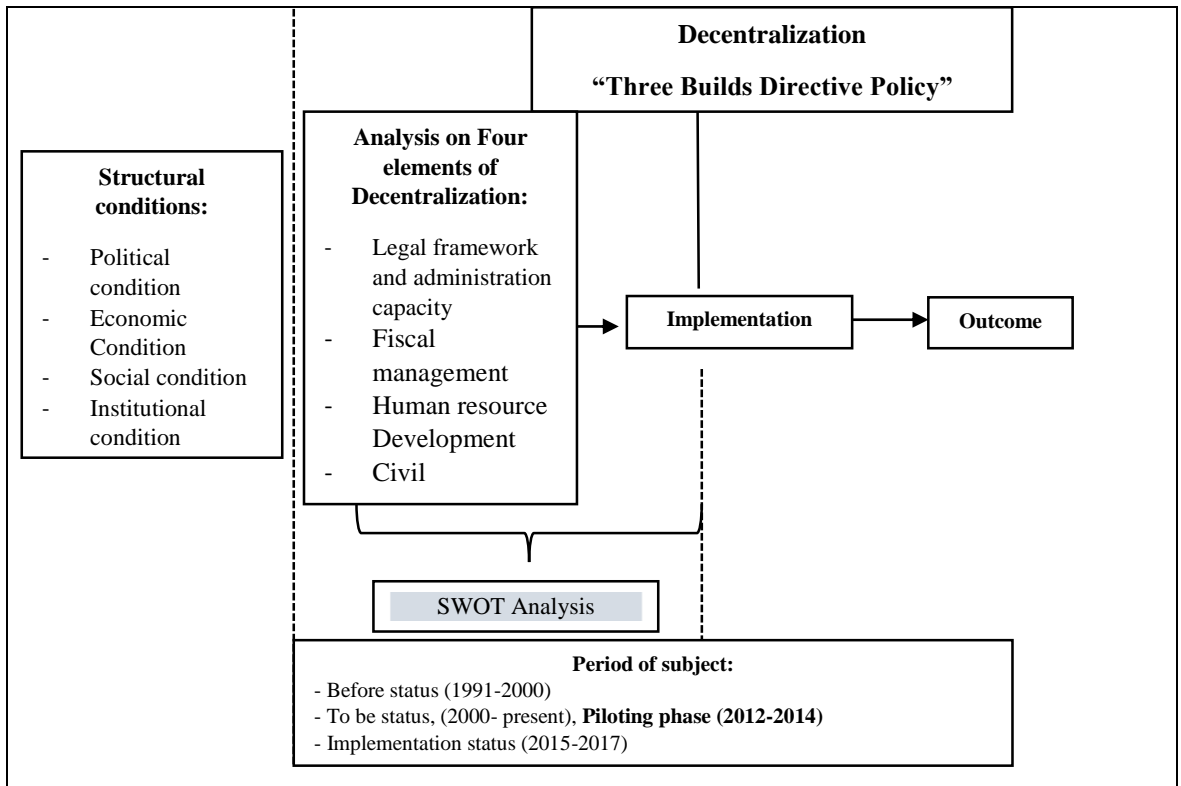 Decentralization
“Three Builds Directive Policy”
Structural
conditions:
- Political
condition
- Economic
Condition
- Social condition
- Institutional
condition
Analysis on Four
elements of
Decentralization:
- Legal framework
and administration
capacity
- Fiscal
management
- Human resource
Development
- Civil
Implementation
Outcome
SWOT Analysis
Period of subject:
- Before status (1991-2000)
- To be status, (2000- present), Piloting phase (2012-2014)
- Implementation status (2015-2017)